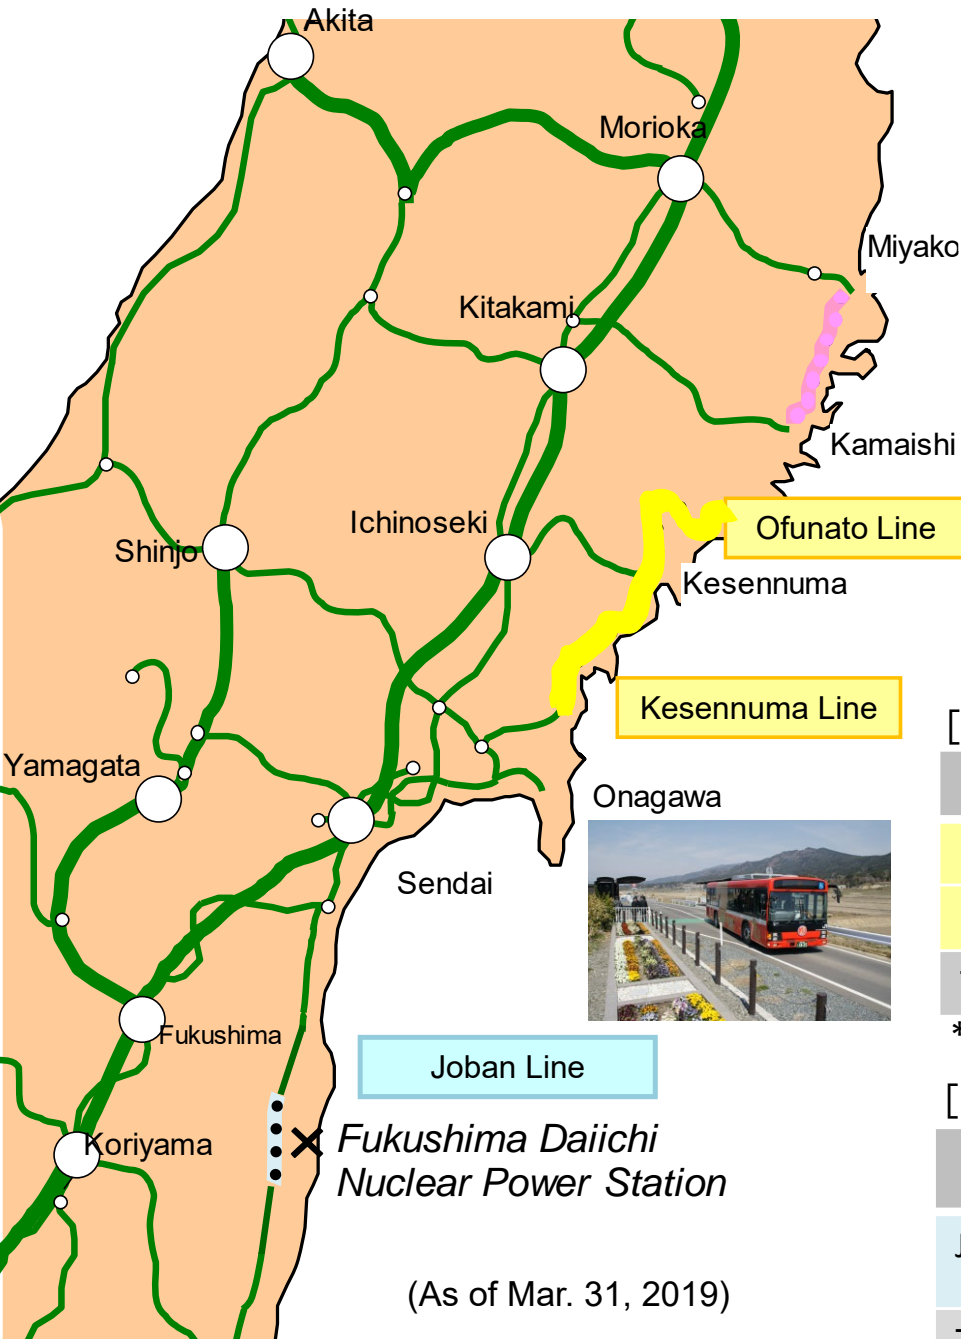 Akita
Morioka
Miyako
Kitakami
Kamaishi
Ichinoseki
Ofunato Line
Shinjo
Kesennuma
Kesennuma Line
[
Yamagata
Onagawa
Sendai
*
Fukushima
Joban Line
[
Koriyama
Fukushima Daiichi
Nuclear Power Station
(As of Mar. 31, 2019)